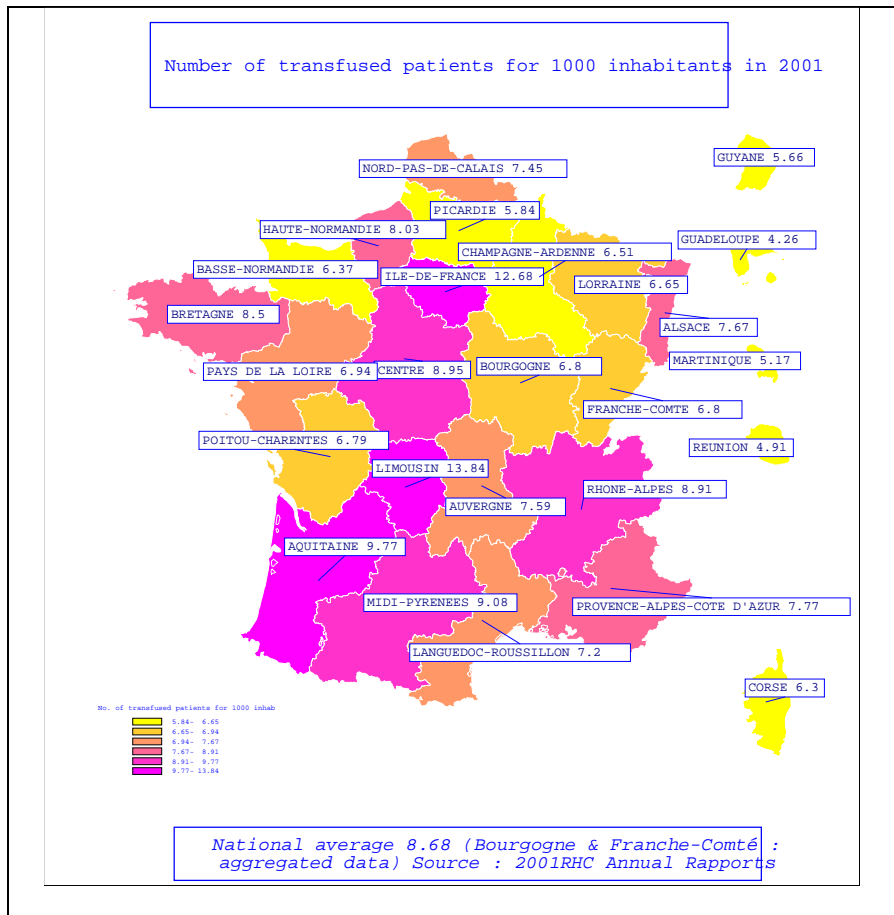 Number of transfused patients for 1000 inhabitants in 2001
NORD-PAS-DE-CALAIS 7.45
GUYANE 5.66
PICARDIE 5.84
HAUTE-NORMANDIE 8.03
GUADELOUPE 4.26
CHAMPAGNE-ARDENNE 6.51
BASSE-NORMANDIE 6.37
ILE-DE-FRANCE 12.68
LORRAINE 6.65
BRETAGNE 8.5
ALSACE 7.67
MARTINIQUE 5.17
PAYS DE LA LOIRE 6.94
CENTRE 8.95
BOURGOGNE 6.8
FRANCHE-COMTE 6.8
POITOU-CHARENTES 6.79
REUNION 4.91
LIMOUSIN 13.84
RHONE-ALPES 8.91
AUVERGNE 7.59
AQUITAINE 9.77
MIDI-PYRENEES 9.08
PROVENCE-ALPES-COTE D'AZUR 7.77
LANGUEDOC-ROUSSILLON 7.2
CORSE 6.3
No. of transfused patients for 1000 inhab
5.84- 6.65
6.65- 6.94
6.94- 7.67
7.67- 8.91
8.91- 9.77
9.77- 13.84
National average 8.68 (Bourgogne & Franche-Comté :
aggregated data) Source : 2001RHC Annual Rapports